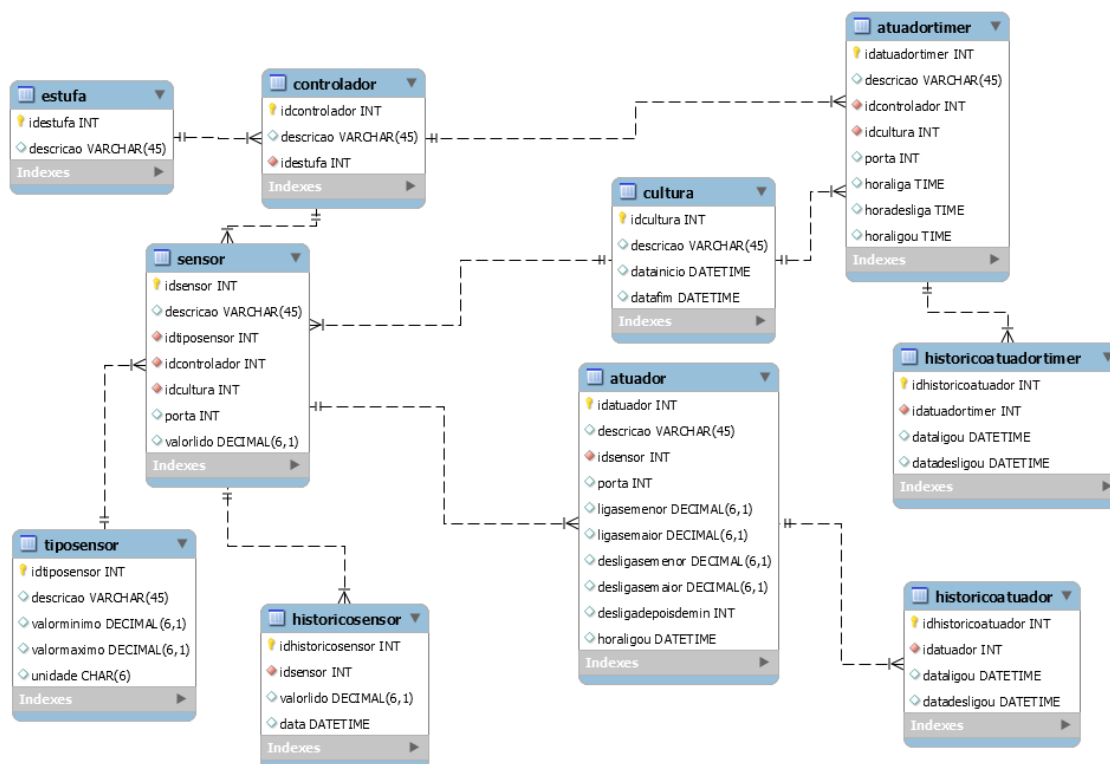 estufa
idestufa INT
descricao VARCHAR(45)
Indexes
controlador
idcontrolador INT
descricao VARCHAR(45)
idestufa INT
Indexes
atuadortimer
idatuadortimer INT
descricao VARCHAR(45)
idcontrolador INT
idcultura INT
porta INT
horaliga TIME
horadesliga TIME
horaligou TIME
Indexes
cultura
idcultura INT
descricao VARCHAR(45)
datainicio DATETIME
datafim DATETIME
Indexes
sensor
idsensor INT
descricao VARCHAR(45)
idtiposensor INT
idcontrolador INT
idcultura INT
porta INT
valorlido DECIMAL(6,1)
Indexes
historicoatuadortimer
idhistoricoatuador INT
idatuadortimer INT
dataligou DATETIME
datadesligou DATETIME
Indexes
atuador
idatuador INT
descricao VARCHAR(45)
idsensor INT
porta INT
ligasemenor DECIMAL(6,1)
ligasemaior DECIMAL(6,1)
desligasemenor DECIMAL(6,1)
desligasemaior DECIMAL(6,1)
desligadepoisdemin INT
horaligou DATETIME
Indexes
tiposensor
idtiposensor INT
descricao VARCHAR(45)
valorminimo DECIMAL(6,1)
valormaximo DECIMAL(6,1)
unidade CHAR(6)
Indexes
historicosensor
idhistoricosensor INT
idsensor INT
valorlido DECIMAL(6,1)
data DATETIME
Indexes
historicoatuador
idhistoricoatuador INT
idatuador INT
dataligou DATETIME
datadesligou DATETIME
Indexes